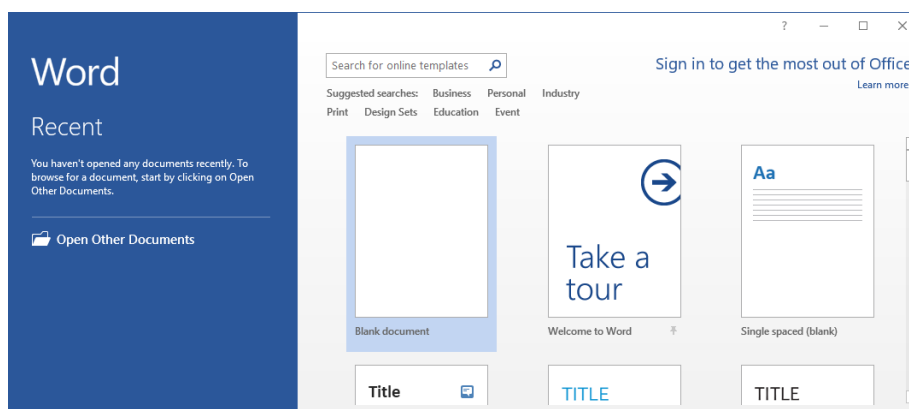 Word
Recent
You haven't opened any documents recently. To
browse for a document, start by clicking on Open
Other Documents.
Open Other Documents
?
Search for online templates
Sign in to get the most out of Office
Learn more
Suggested searches: Business Personal Industry
Print Design Sets Education Event
Take a
tour
Aa
Blank document
Welcome to Word
Single spaced (blank)
Title
TITLE
TITLE